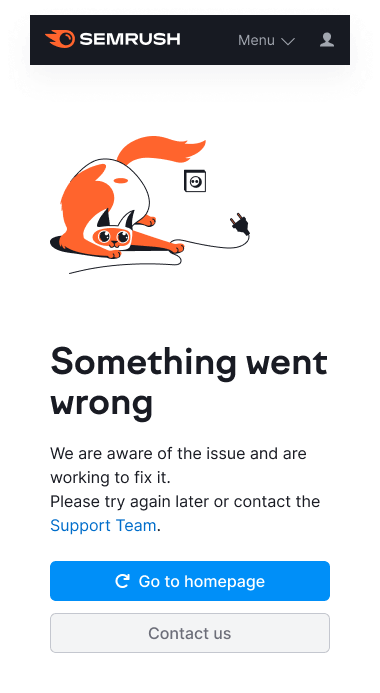 SEMRUSH
Menu
Something went
wrong
We are aware of the issue and are
working to fix it.
Please try again later or contact the
Support Team.
Go to homepage
Contact us